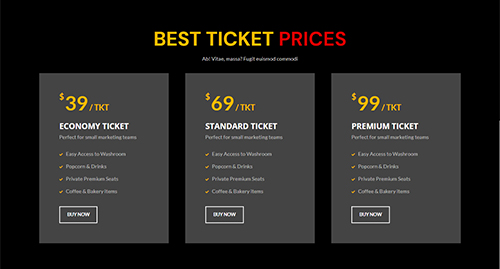 BEST TICKET PRICES
Ab! Vitae, massa? Fugit euismod commodi
$39 / TKT
ECONOMY TICKET
Perfect for small marketing teams
Easy Access to Washroom
Popcorn & Drinks
Private Premium Seats
Coffee & Bakery Items
BUY NOW
$69 / TKT
STANDARD TICKET
Perfect for small marketing teams
Easy Access to Washroom
Popcorn & Drinks
Private Premium Seats
Coffee & Bakery Items
BUY NOW
$99 / TKT
PREMIUM TICKET
Perfect for small marketing teams
Easy Access to Washroom
Popcorn & Drinks
Private Premium Seats
Coffee & Bakery Items
BUY NOW